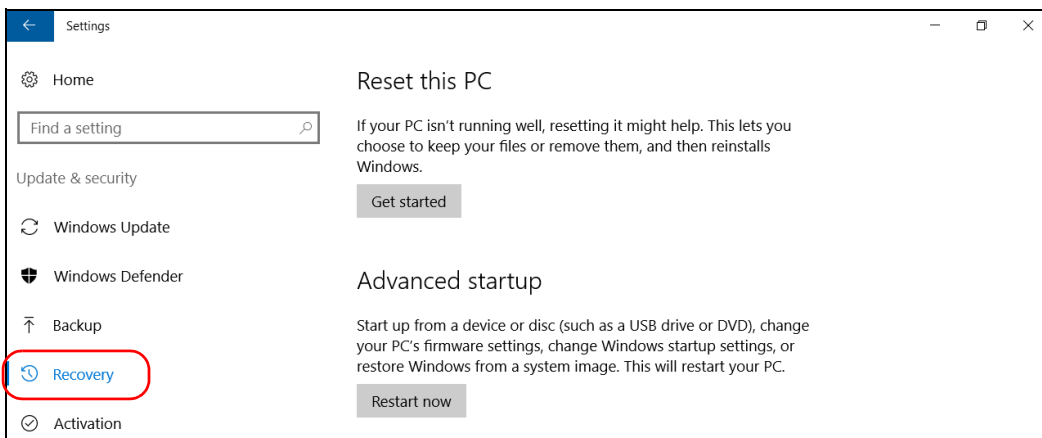 Settings
Home
Find a setting
Update & security
Windows Update
Windows Defender
Backup
Recovery
Activation
Reset this PC
If your PC isn’t running well, resetting it might help. This lets you
choose to keep your files or remove them, and then reinstalls
Windows.
Get started
Advanced startup
Start up from a device or disc (such as a USB drive or DVD), change
your PC’s firmware settings, change Windows startup settings, or
restore Windows from a system image. This will restart your PC.
Restart now